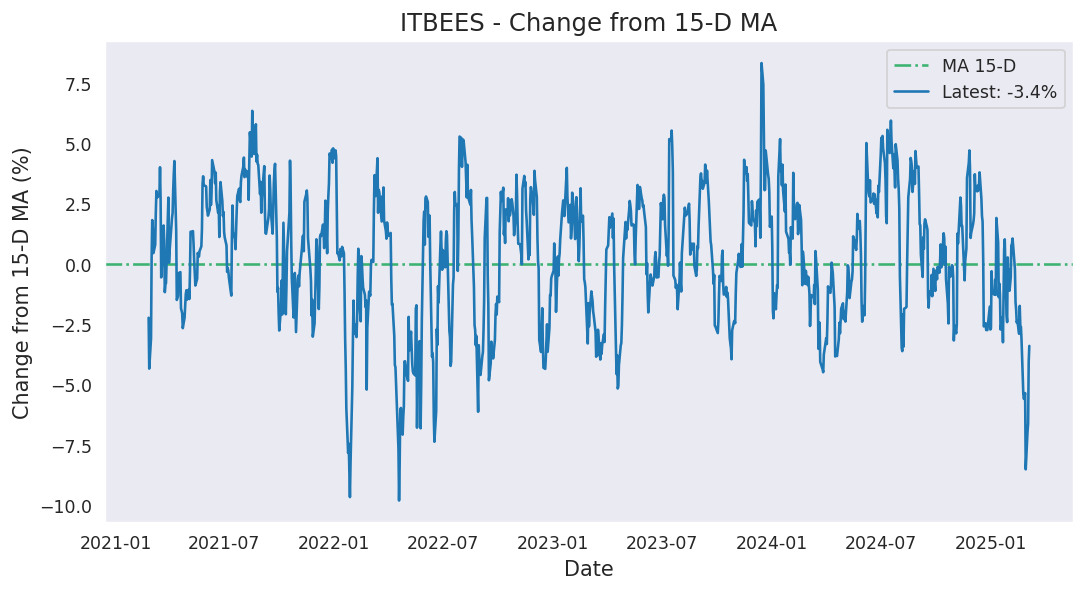 ITBEES - Change from 15-D MA
MA 15-D
Latest: -3.4%
Change from 15-D MA (%)
7.5
5.0
2.5
0.0
−2.5
−5.0
−7.5
−10.0
2021-01 2021-07 2022-01 2022-07 2023-01 2023-07 2024-01 2024-07 2025-01
Date